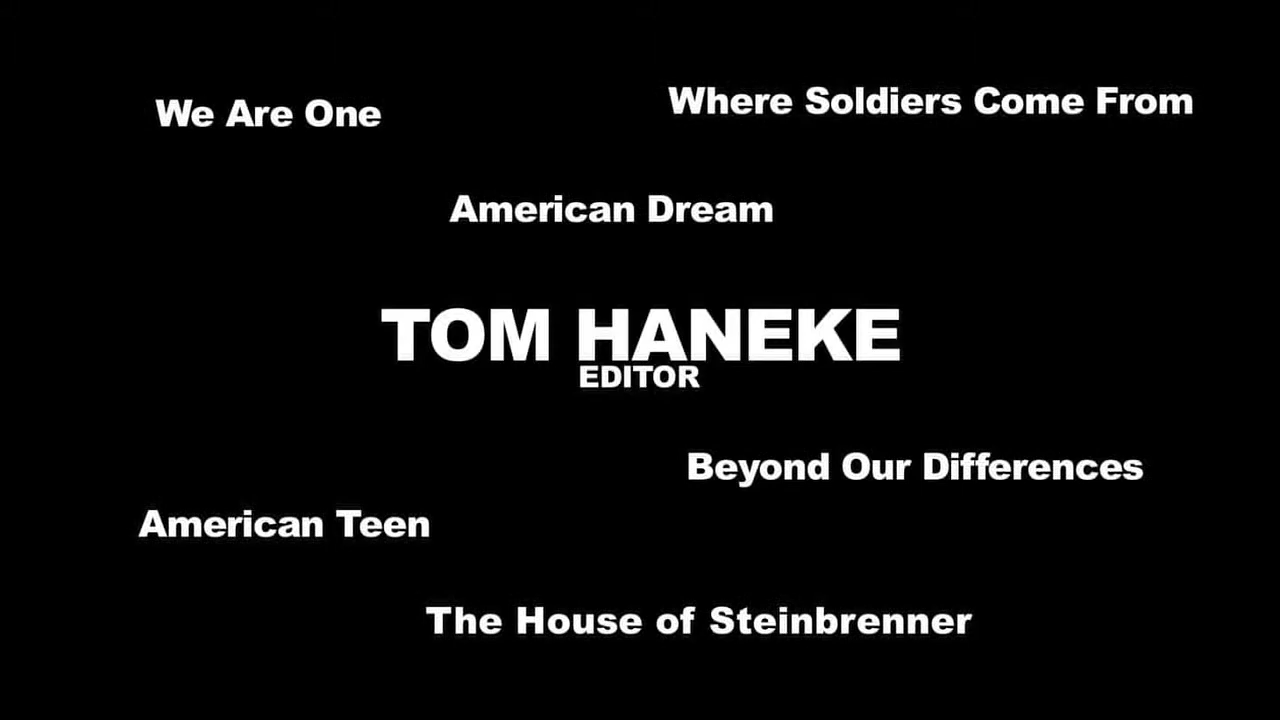 We Are One
Where Soldiers Come From
American Dream
TOM HANEKE
EDITOR
Beyond Our Differences
American Teen
The House of Steinbrenner